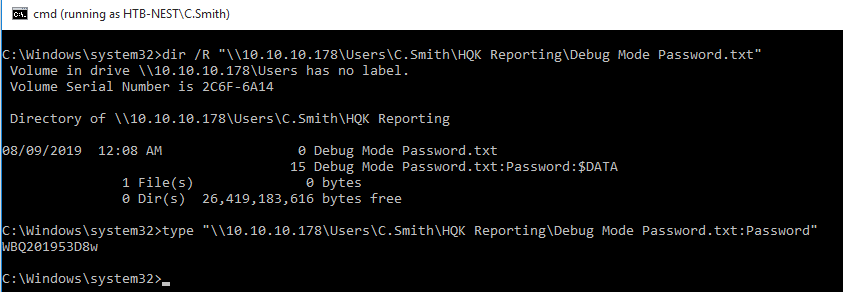 cmd (running as HTB-NEST\C.Smith)
C:\Windows\system32>dir /R "\\10.10.10.178\Users\C.Smith\HQK Reporting\Debug Mode Password.txt"
Volume in drive \\10.10.10.178\Users has no label.
Volume Serial Number is 2C6F-6A14
Directory of \\10.10.10.178\Users\C.Smith\HQK Reporting
08/09/2019  12:08 AM                 0 Debug Mode Password.txt
15 Debug Mode Password.txt:Password:$DATA
1 File(s)              0 bytes
0 Dir(s)  26,419,183,616 bytes free
C:\Windows\system32>type "\\10.10.10.178\Users\C.Smith\HQK Reporting\Debug Mode Password.txt:Password"
WBQ201953D8w
C:\Windows\system32>